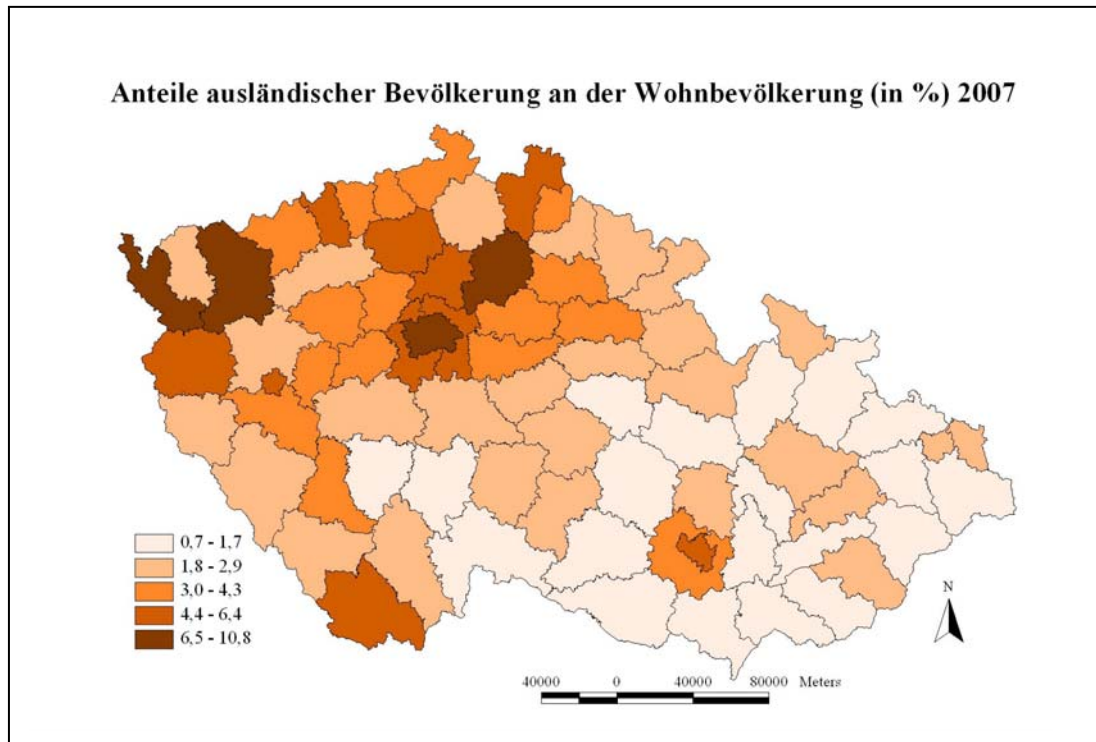 Anteile ausländischer Bevölkerung an der Wohnbevölkerung (in %) 2007
0,7 - 1,7
1,8 - 2,9
3,0 - 4,3
4,4 - 6,4
6,5 - 10,8
N
40000 0 40000 80000 Meters